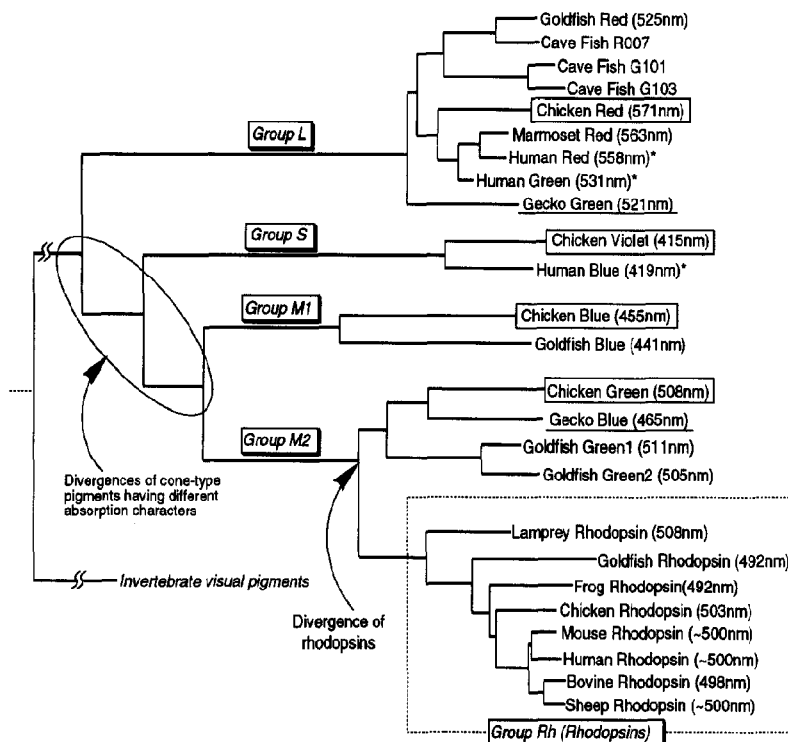 Goldfish Red (525nm)
Cave Fish R007
Cave Fish G101
Cave Fish G103
Chicken Red (571nm)
Group L
Marmoset Red (563nm)
Human Red (558nm)*
Human Green (531nm)*
Gecko Green (521nm)
Group S
Chicken Violet (415nm)
Human Blue (419nm)*
Group M1
Chicken Blue (455nm)
Goldfish Blue (441nm)
Chicken Green (508nm)
Gecko Blue (465nm)
Group M2
Goldfish Green1 (511nm)
Goldfish Green2 (505nm)
Divergences of cone-type
pigments having different
absorption characters
Lamprey Rhodopsin (508nm)
Goldfish Rhodopsin (492nm)
Invertebrate visual pigments
Frog Rhodopsin(492nm)
Chicken Rhodopsin (503nm)
Divergence of
rhodopsins
Mouse Rhodopsin (~500nm)
Human Rhodopsin (~500nm)
Bovine Rhodopsin (498nm)
Sheep Rhodopsin (~500nm)
Group Rh (Rhodopsins)